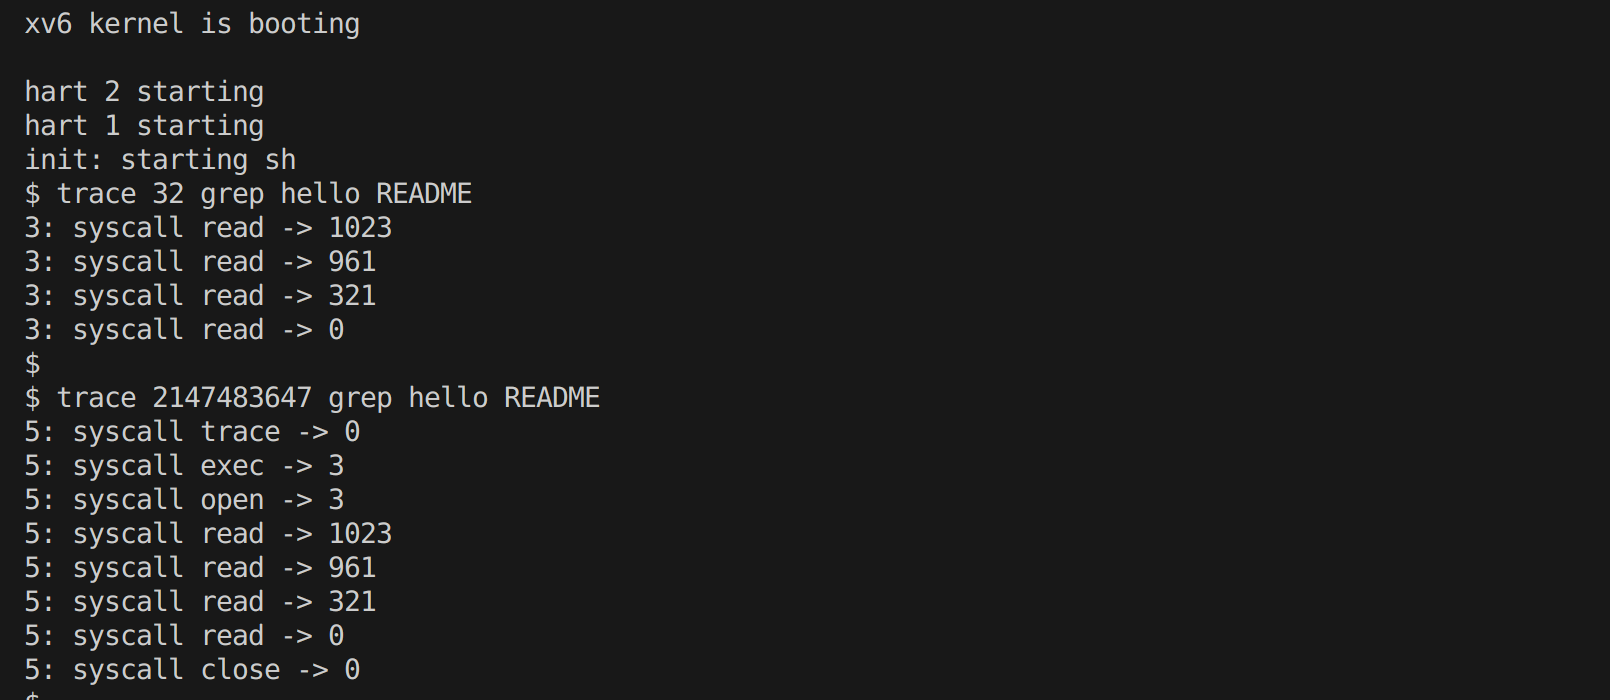 xv6 kernel is booting
hart 2 starting
hart 1 starting
init: starting sh
$ trace 32 grep hello README
3: syscall read -> 1023
3: syscall read -> 961
3: syscall read -> 321
3: syscall read -> 0
$
$ trace 2147483647 grep hello README
5: syscall trace -> 0
5: syscall exec -> 3
5: syscall open -> 3
5: syscall read -> 1023
5: syscall read -> 961
5: syscall read -> 321
5: syscall read -> 0
5: syscall close -> 0
$